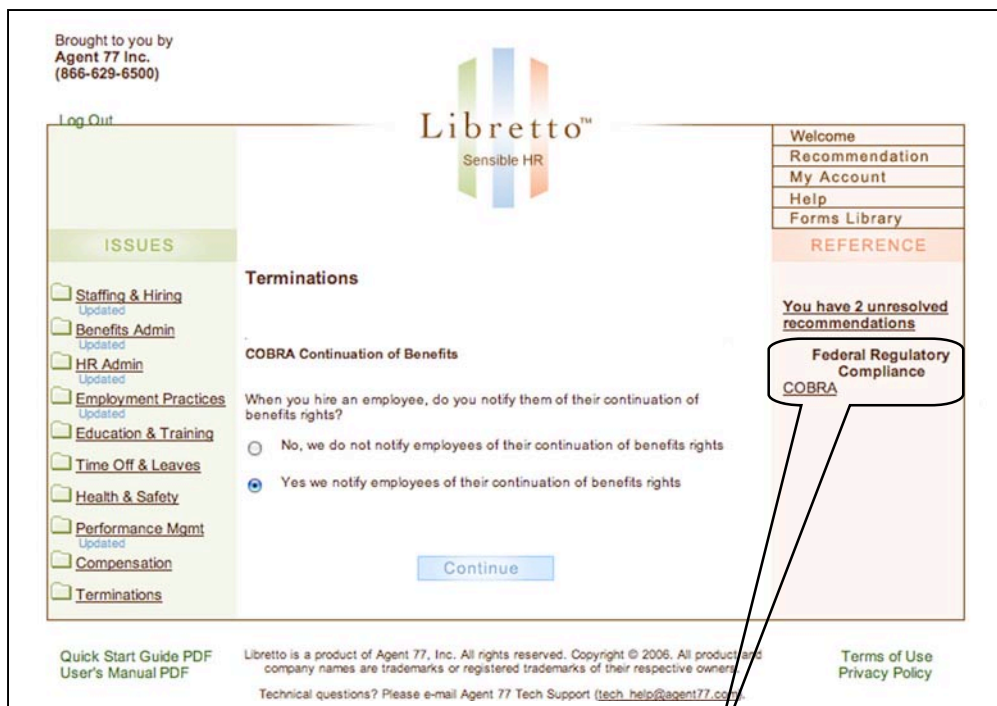 Brought to you by
Agent 77 Inc.
(866-629-6500)
Log Out
Libretto™
Sensible HR
Welcome
Recommendation
My Account
Help
Forms Library
ISSUES
Staffing & Hiring
Updated
Benefits Admin
Updated
HR Admin
Updated
Employment Practices
Updated
Education & Training
Time Off & Leaves
Health & Safety
Performance Mgmt
Updated
Compensation
Terminations
Terminations
COBRA Continuation of Benefits
When you hire an employee, do you notify them of their continuation of
benefits rights?
No, we do not notify employees of their continuation of benefits rights
Yes we notify employees of their continuation of benefits rights
Continue
REFERENCE
You have 2 unresolved
recommendations
Federal Regulatory
Compliance
COBRA
Quick Start Guide PDF
User's Manual PDF
Libretto is a product of Agent 77, Inc. All rights reserved. Copyright © 2006. All product and
company names are trademarks or registered trademarks of their respective owners.
Technical questions? Please e-mail Agent 77 Tech Support (tech_help@agent77.com).
Terms of Use
Privacy Policy